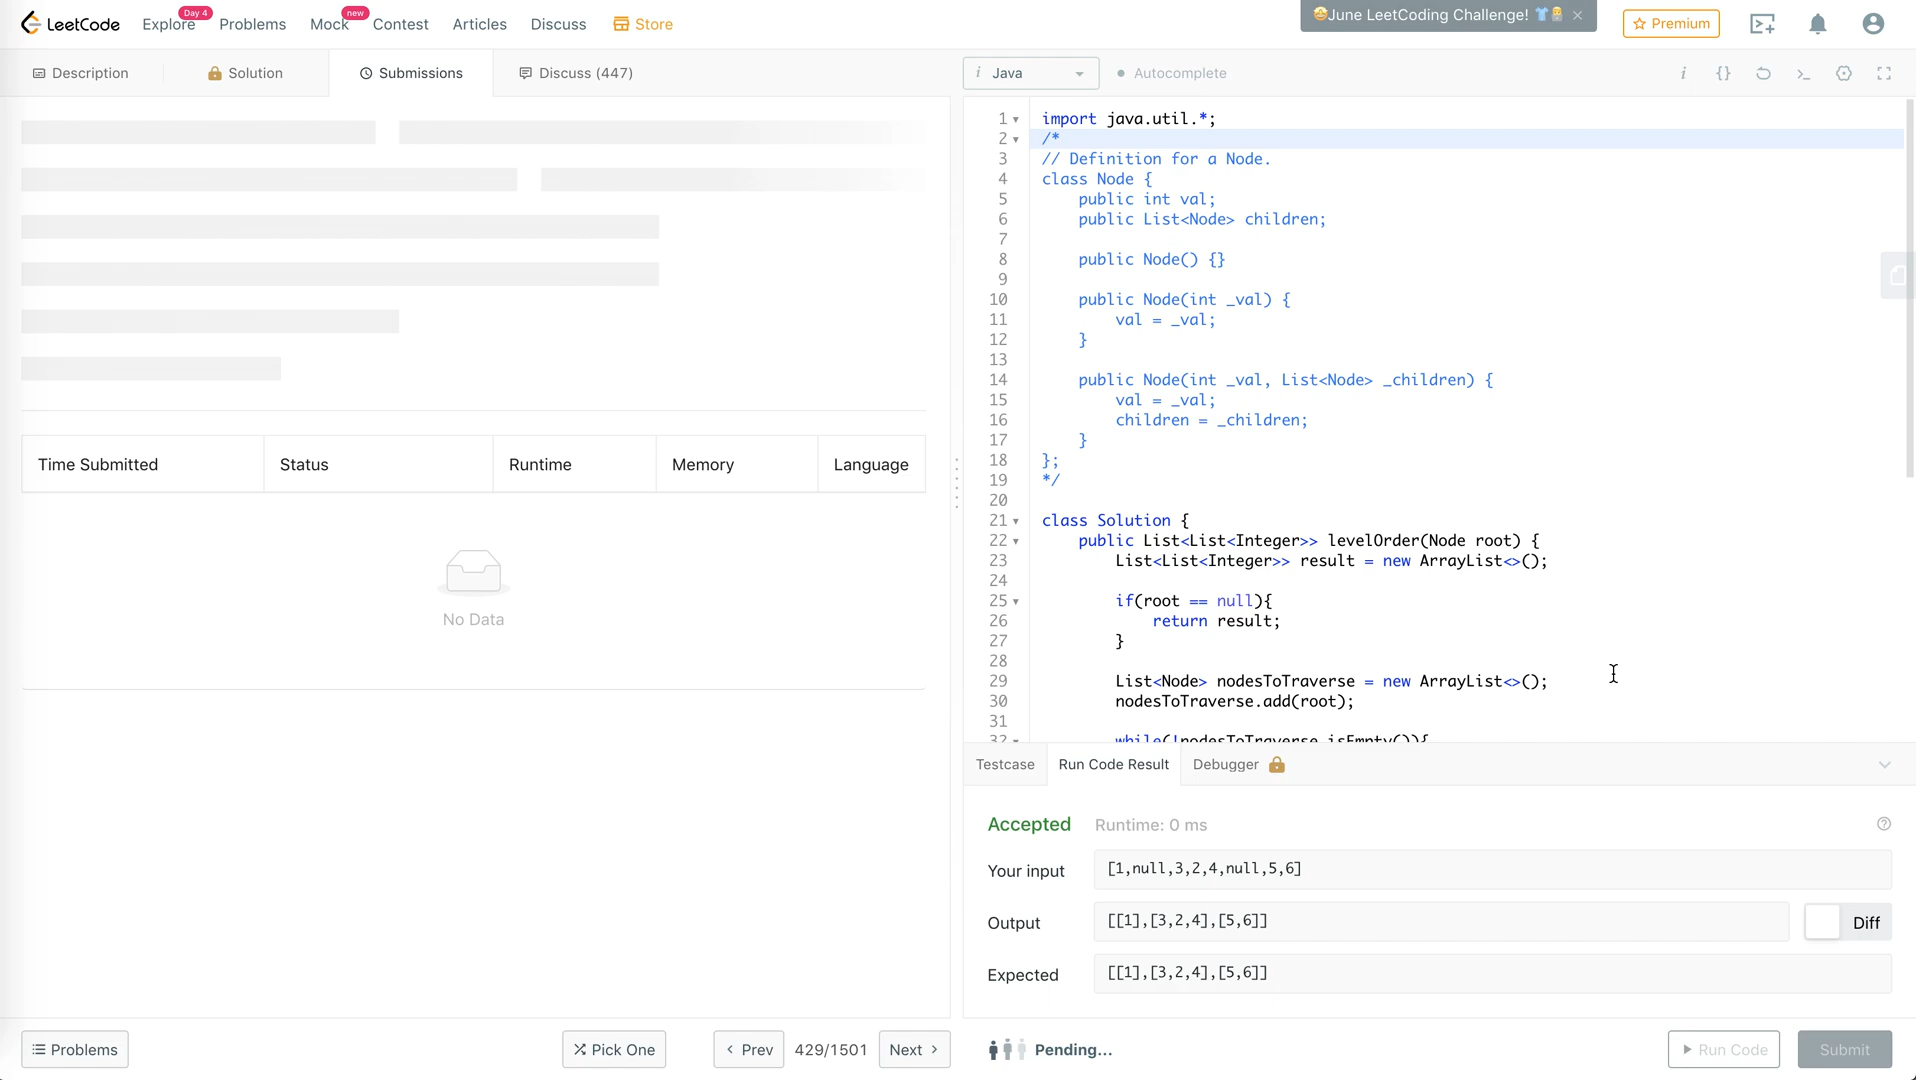 LeetCode
Explore
Day 4
Problems
Mock
new
Contest
Articles
Discuss
Store
June LeetCoding Challenge!
Premium
Description
Solution
Submissions
Discuss (447)
i Java
Autocomplete
i {}
1 import java.util.*;
2 /*
3 // Definition for a Node.
4 class Node {
5 public int val;
6 public List<Node> children;
7
8 public Node() {}
9
10 public Node(int _val) {
11 val = _val;
12 }
13
14 public Node(int _val, List<Node> _children) {
15 val = _val;
16 children = _children;
17 }
18 };
19 */
20
21 class Solution {
22 public List<List<Integer>> levelOrder(Node root) {
23 List<List<Integer>> result = new ArrayList<>();
24
25 if(root == null){
26 return result;
27 }
28
29 List<Node> nodesToTraverse = new ArrayList<>();
30 nodesToTraverse.add(root);
31
32 while(!nodesToTraverse.isEmpty()){
Time Submitted
Status
Runtime
Memory
Language
No Data
Testcase
Run Code Result
Debugger
Accepted
Runtime: 0 ms
Your input
[1,null,3,2,4,null,5,6]
Output
[[1],[3,2,4],[5,6]]
Diff
Expected
[[1],[3,2,4],[5,6]]
Problems
Pick One
Prev
429/1501
Next
Pending...
Run Code
Submit